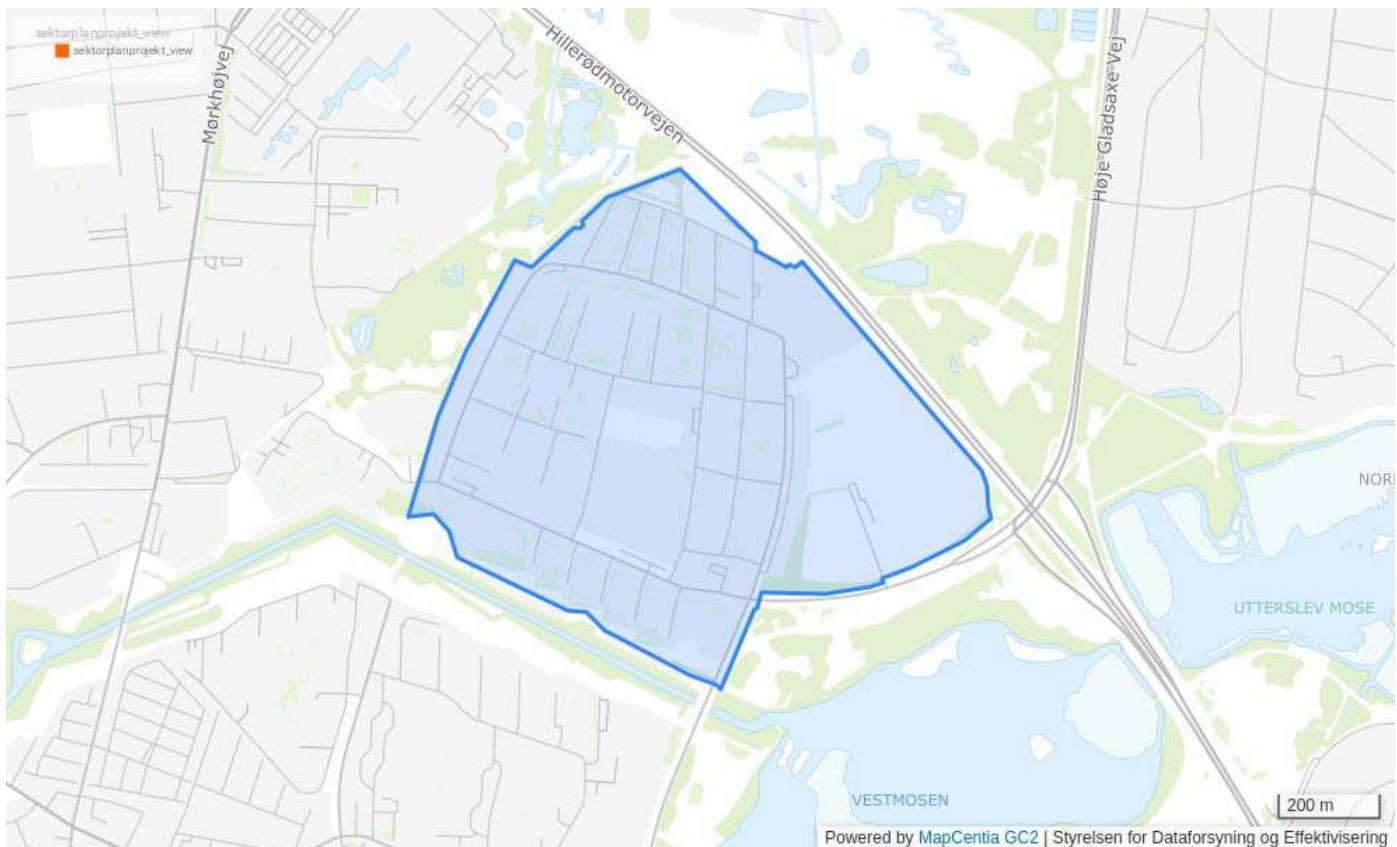 sektorplanprojekt_view
sektorplanprojekt_view
Mørkhøjvej
Hillerødmotorvejen
Høje-Gladsaxe-Vej
NOR
UTTERSLEV MOSE
VESTMOSEN
200 m
Powered by MapCentia GC2 | Styrelsen for Dataforsyning og Effektivisering